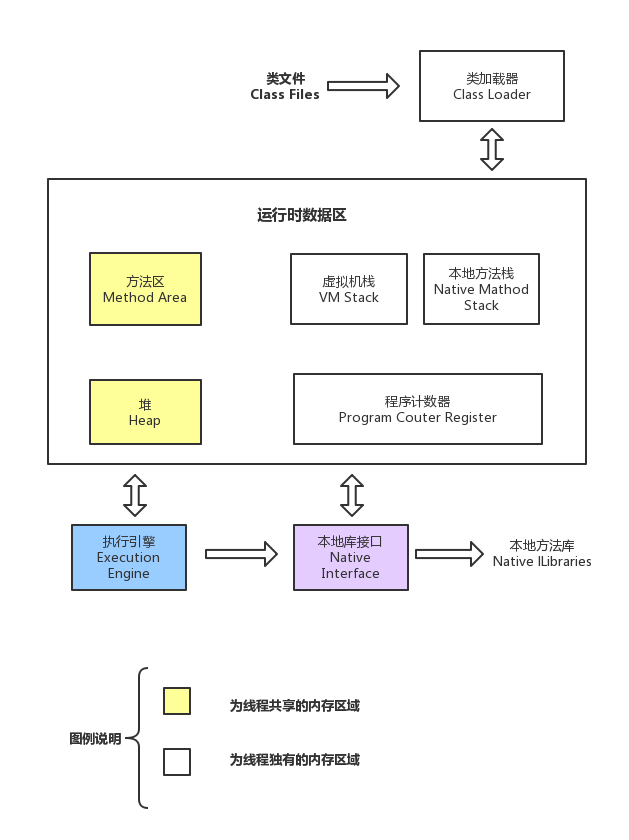 类文件
Class Files
类加载器
Class Loader
运行时数据区
方法区
Method Area
虚拟机栈
VM Stack
本地方法栈
Native Mathod
Stack
堆
Heap
程序计数器
Program Couter Register
执行引擎
Execution
Engine
本地库接口
Native
Interface
本地方法库
Native lLibraries
图例说明
为线程共享的内存区域
为线程独有的内存区域